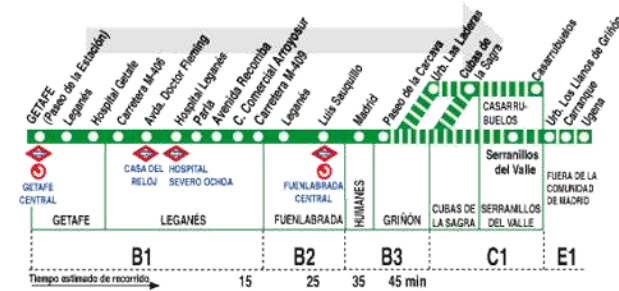 GETAFE
(Paseo de la Estación)
Leganés
Hospital Getafe
Carretera M-406
Avda. Doctor Fleming
Hospital Leganés
Parla
Avenida Recomba
C. Comercial Arroyosur
Carretera M-409
Leganés
Luis Sauquillo
Madrid
Paseo de la Cercava
Urb. Las Laderas
Cubas de
la Sagra
Casarrubuelos
Urb. Los Llanos de Griñón
Carranque
Ugena
CASARRU-
BUELOS
Serranillos
del Valle
GETAFE
CENTRAL
CASA DEL
RELOJ
HOSPITAL
SEVERO OCHOA
FUENLABRADA
CENTRAL
FUERA DE LA
COMUNIDAD
DE MADRID
GETAFE
LEGANÉS
FUENLABRADA
HUMANES
GRIÑÓN
CUBAS DE
LA SAGRA
SERRANILLOS
DEL VALLE
B1 B2 B3 C1 E1
Tiempo estimado de recorrido 15 25 35 45 min